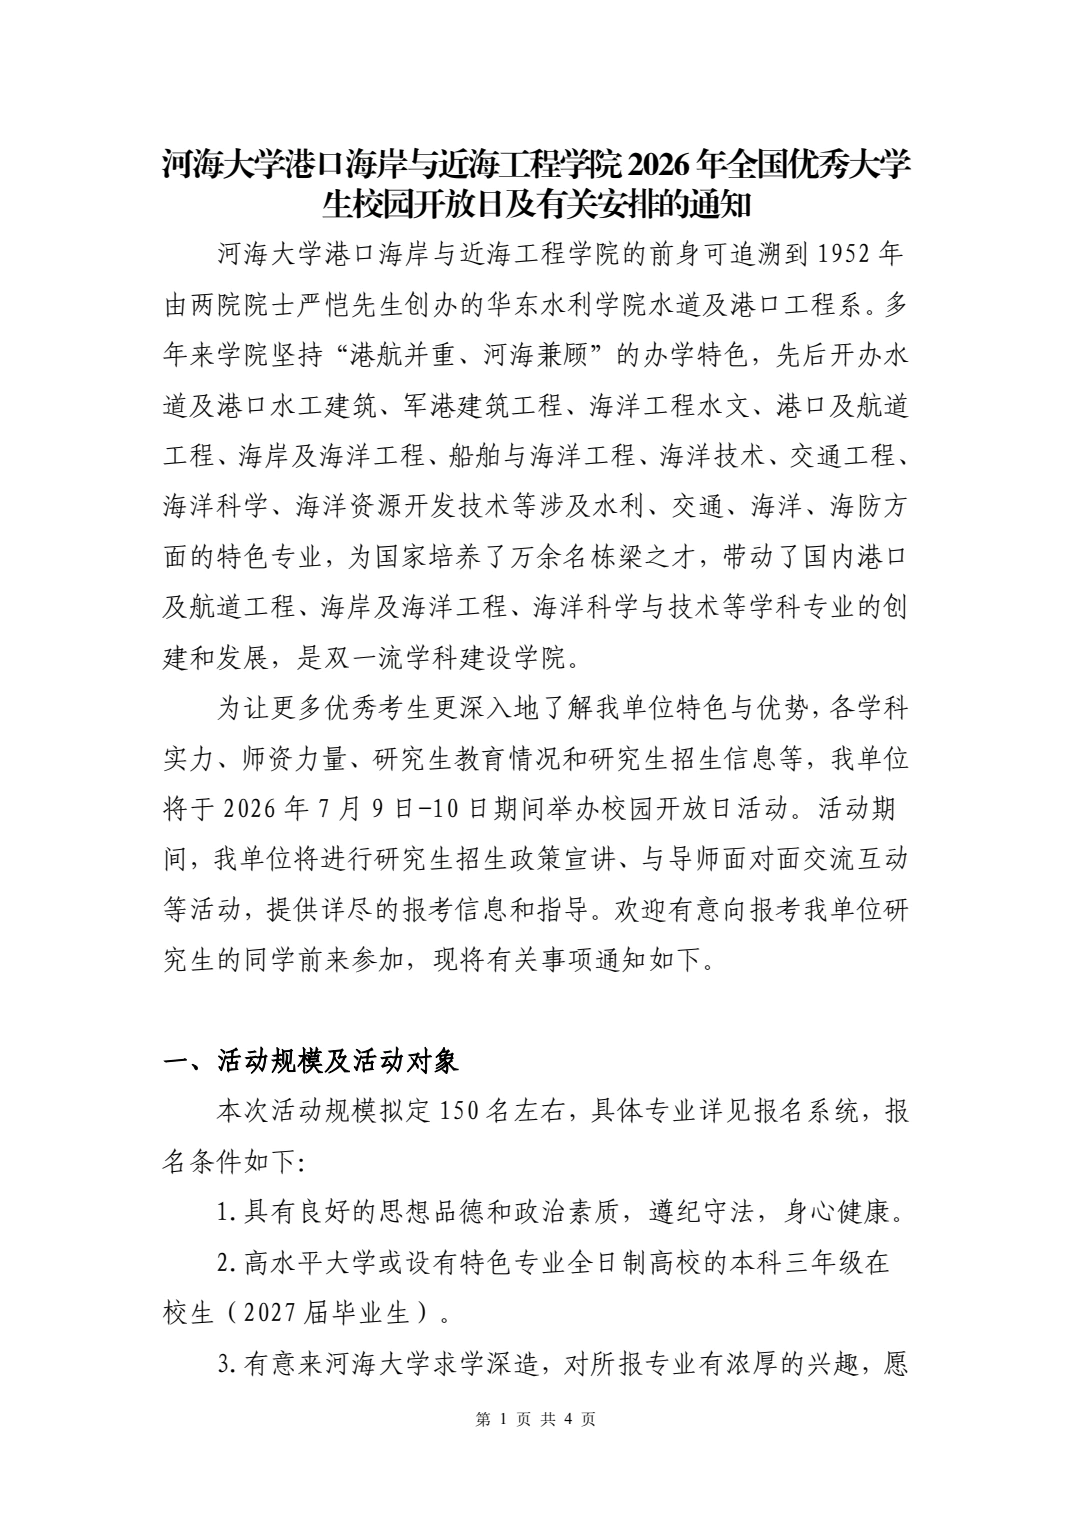 河海大学港口海岸与近海工程学院 2026 年全国优秀大学
生校园开放日及有关安排的通知
河海大学港口海岸与近海工程学院的前身可追溯到 1952 年
由两院院士严恺先生创办的华东水利学院水道及港口工程系。多
年来学院坚持“港航并重、河海兼顾”的办学特色，先后开办水
道及港口水工建筑、军港建筑工程、海洋工程水文、港口及航道
工程、海岸及海洋工程、船舶与海洋工程、海洋技术、交通工程、
海洋科学、海洋资源开发技术等涉及水利、交通、海洋、海防方
面的特色专业，为国家培养了万余名栋梁之才，带动了国内港口
及航道工程、海岸及海洋工程、海洋科学与技术等学科专业的创
建和发展，是双一流学科建设学院。
为让更多优秀考生更深入地了解我单位特色与优势，各学科
实力、师资力量、研究生教育情况和研究生招生信息等，我单位
将于 2026 年 7 月 9 日-10 日期间举办校园开放日活动。活动期
间，我单位将进行研究生招生政策宣讲、与导师面对面交流互动
等活动，提供详尽的报考信息和指导。欢迎有意向报考我单位研
究生的同学前来参加，现将有关事项通知如下。
一、活动规模及活动对象
本次活动规模拟定 150 名左右，具体专业详见报名系统，报
名条件如下：
1.具有良好的思想品德和政治素质，遵纪守法，身心健康。
2.高水平大学或设有特色专业全日制高校的本科三年级在
校生（2027 届毕业生）。
3.有意来河海大学求学深造，对所报专业有浓厚的兴趣，愿
第 1 页 共 4 页